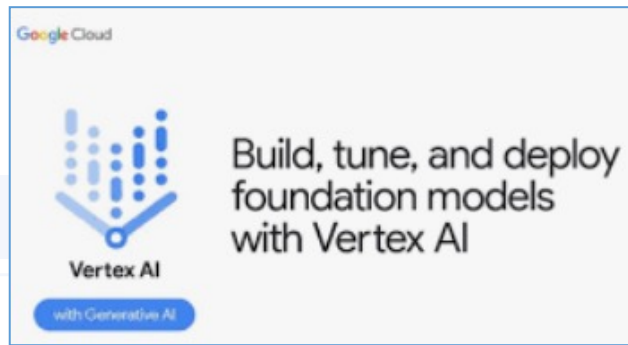 Google Cloud
Build, tune, and deploy
foundation models
with Vertex AI
Vertex AI
with Generative AI